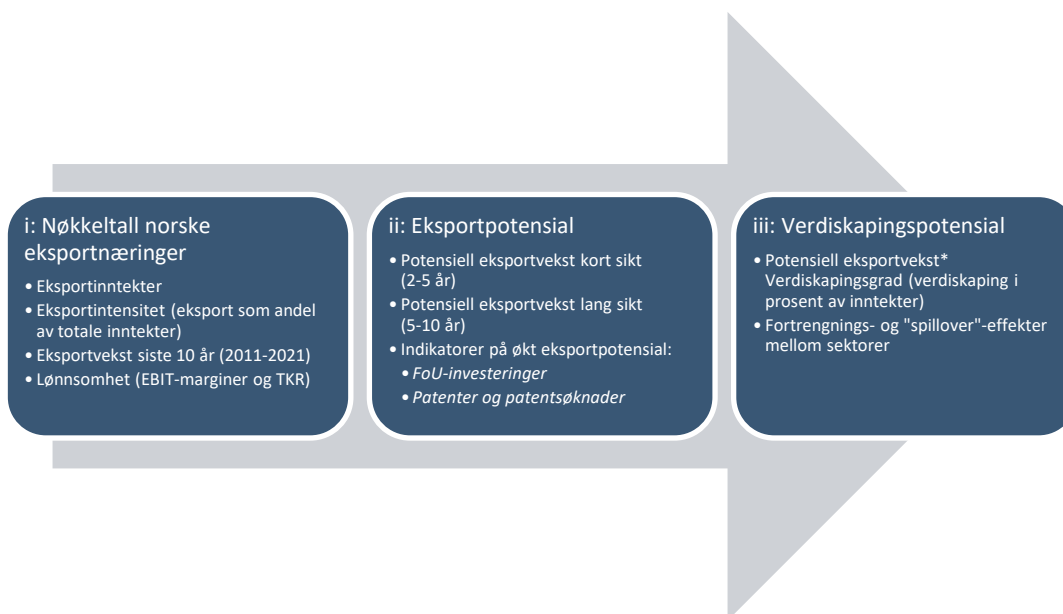 i: Nøkkeltall norske
eksportnæringer
• Eksportinntekter
• Eksportintensitet (eksport som andel
av totale inntekter)
• Eksportvekst siste 10 år (2011-2021)
• Lønnsomhet (EBIT-marginer og TKR)
ii: Eksportpotensial
• Potensiell eksportvekst kort sikt
(2-5 år)
• Potensiell eksportvekst lang sikt
(5-10 år)
• Indikatorer på økt eksportpotensial:
• FoU-investeringer
• Patenter og patentsøknader
iii: Verdiskapingspotensial
• Potensiell eksportvekst*
Verdiskapingsgrad (verdiskaping i
prosent av inntekter)
• Fortrengnings- og "spillover"-effekter
mellom sektorer